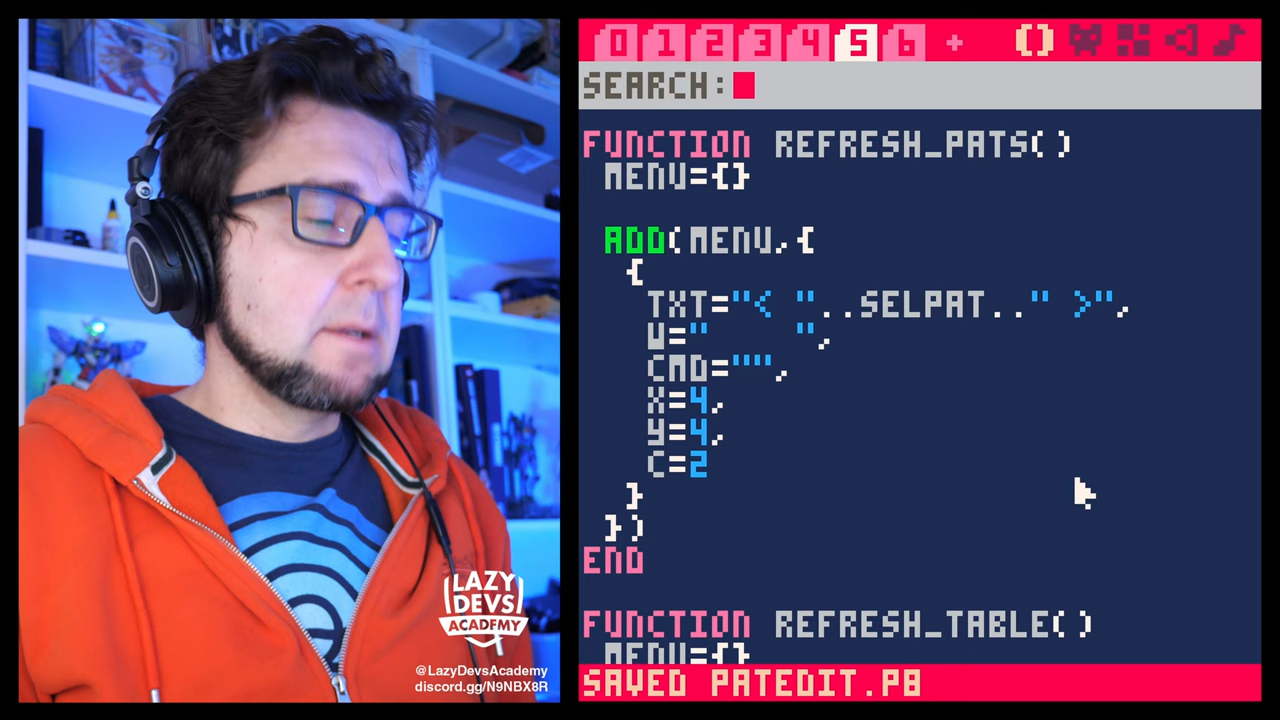 LAZY
DEVS
ACADEMY
@LazyDevsAcademy
discord.gg/N9NBX8R
0 1 2 3 4 5 6 +
SEARCH:
FUNCTION REFRESH_PATS()
MENU={}
ADD(MENU,{
{
TXT="< "..SELPAT.." >",
W="    ",
CMD="",
X=4,
Y=4,
C=2
}
})
END
FUNCTION REFRESH_TABLE()
MENU={}
SAVED PATEDIT.P8